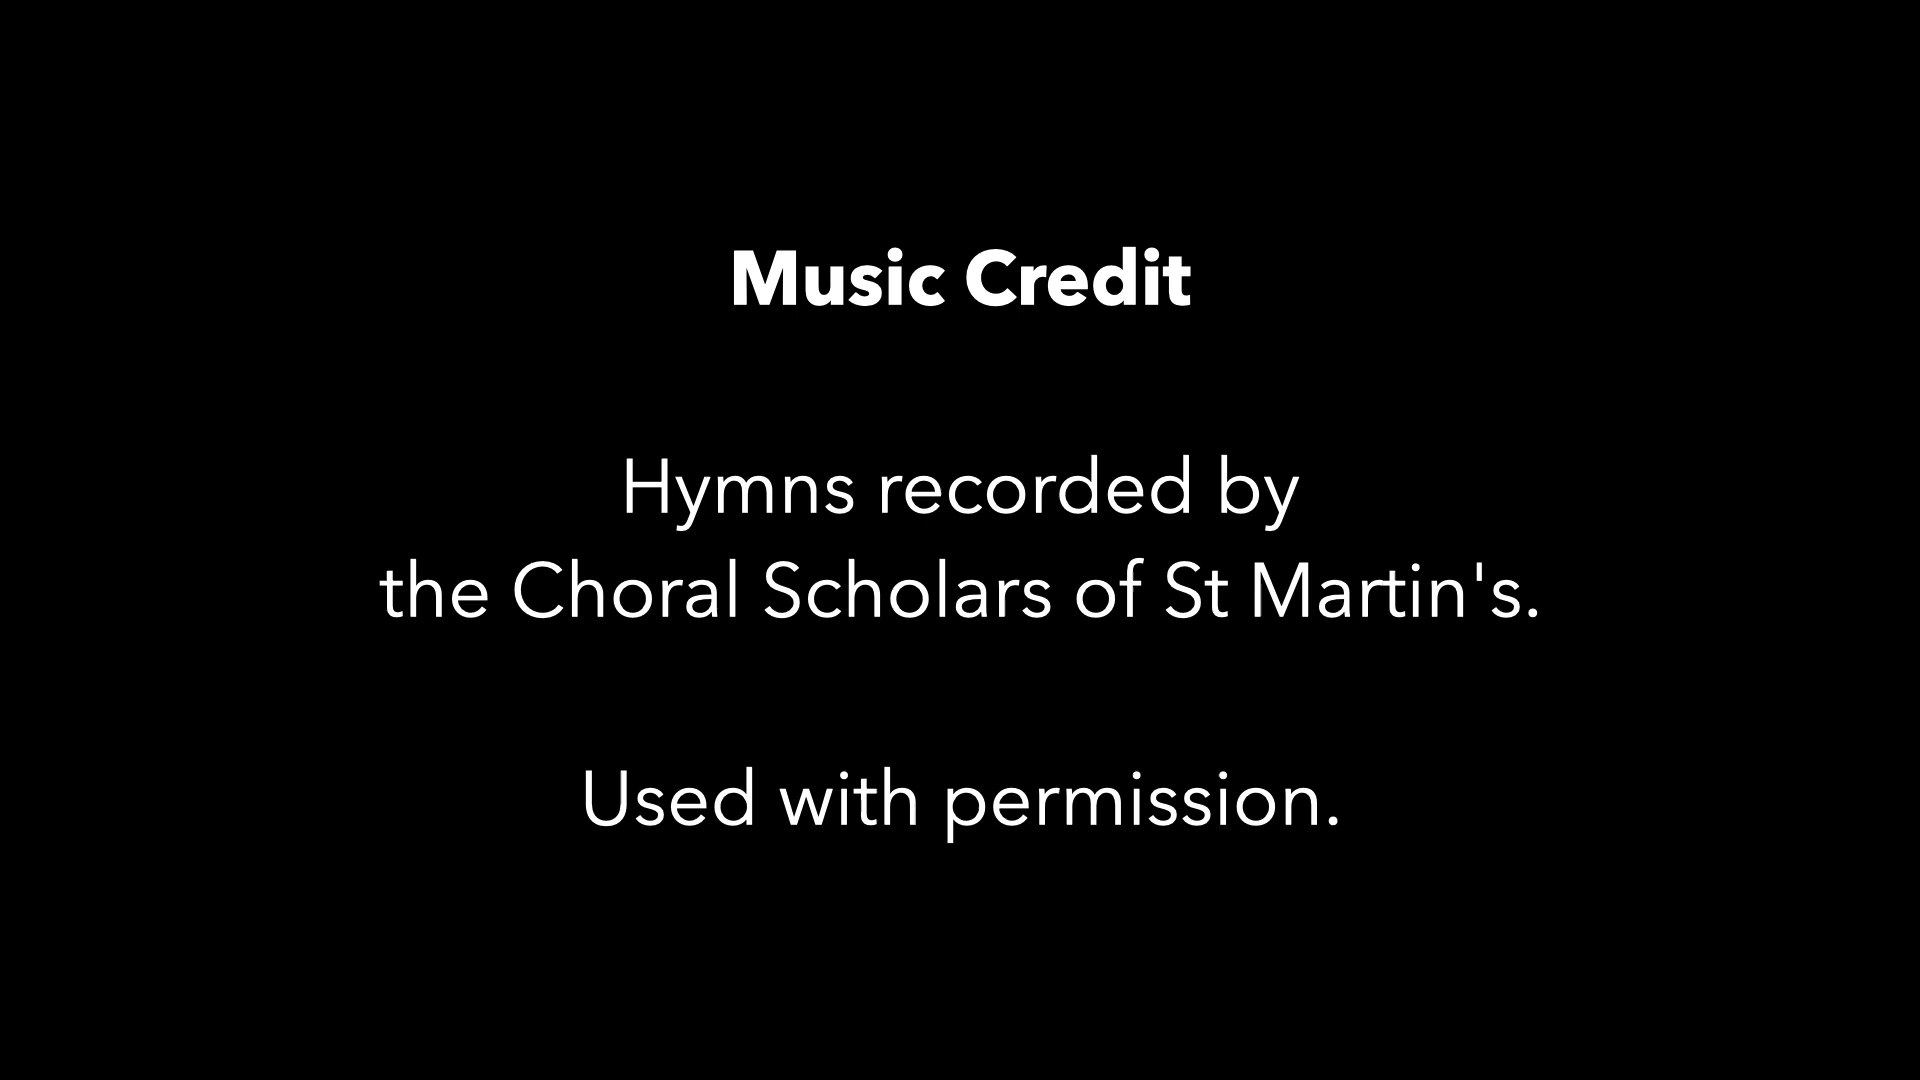 Music Credit
Hymns recorded by
the Choral Scholars of St Martin's.
Used with permission.